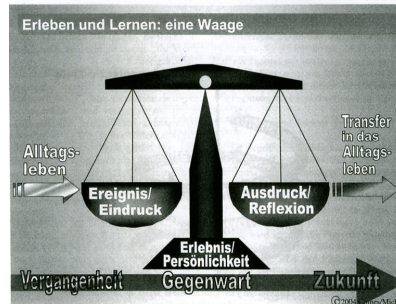 Erleben und Lernen: eine Waage
Alltags-
leben
Ereignis/
Eindruck
Ausdruck/
Reflexion
Transfer
in das
Alltags-
leben
Erlebnis/
Persönlichkeit
Vergangenheit Gegenwart Zukunft
©2004